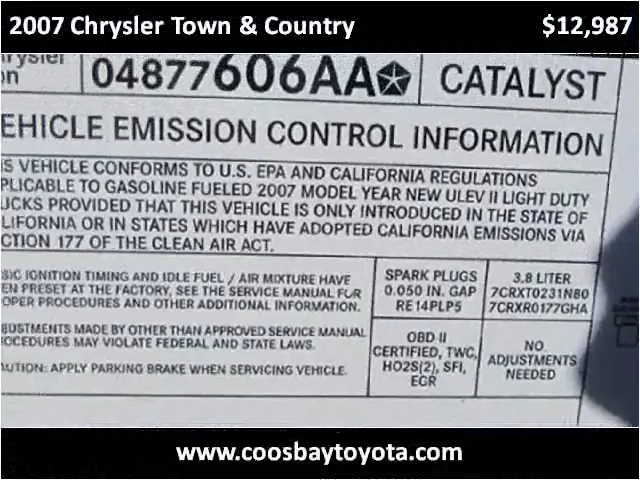 2007 Chrysler Town & Country $12,987
04877606AA CATALYST
EHICLE EMISSION CONTROL INFORMATION
S VEHICLE CONFORMS TO U.S. EPA AND CALIFORNIA REGULATIONS
PLICABLE TO GASOLINE FUELED 2007 MODEL YEAR NEW ULEV II LIGHT DUTY
UCKS PROVIDED THAT THIS VEHICLE IS ONLY INTRODUCED IN THE STATE OF
LIFORNIA OR IN STATES WHICH HAVE ADOPTED CALIFORNIA EMISSIONS VIA
CTION 177 OF THE CLEAN AIR ACT.
SIC IGNITION TIMING AND IDLE FUEL / AIR MIXTURE HAVE
EN PRESET AT THE FACTORY, SEE THE SERVICE MANUAL FOR
OPER PROCEDURES AND OTHER ADDITIONAL INFORMATION.
SPARK PLUGS
0.050 IN. GAP
RE14PLP5
3.8 LITER
7CRXT0231N80
7CRXR0177GHA
JUSTMENTS MADE BY OTHER THAN APPROVED SERVICE MANUAL
OCEDURES MAY VIOLATE FEDERAL AND STATE LAWS.
AUTION: APPLY PARKING BRAKE WHEN SERVICING VEHICLE.
OBD II
CERTIFIED, TWC,
HO2S(2), SFI,
EGR
NO
ADJUSTMENTS
NEEDED
www.coosbaytoyota.com